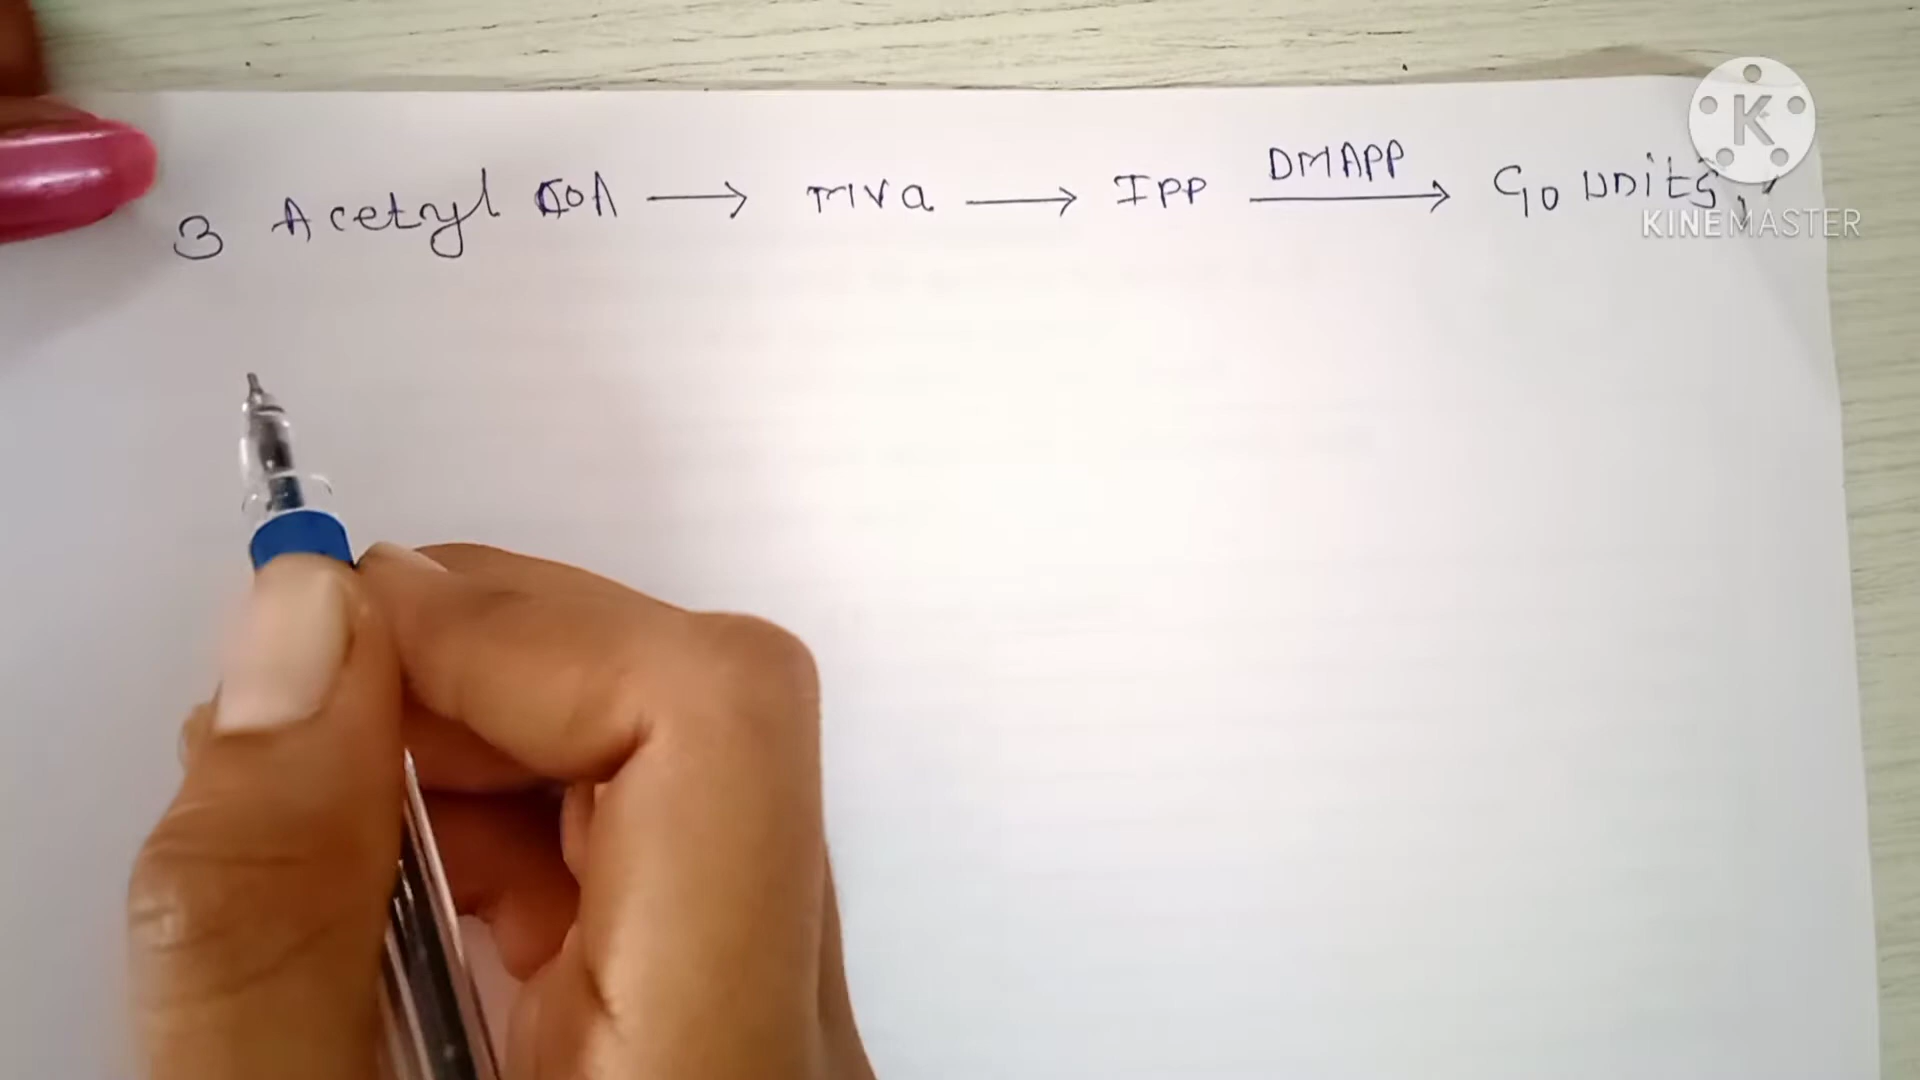 3 Acetyl COA → MVa → IPP DMAPP → C10 units,,
K
KINEMASTER